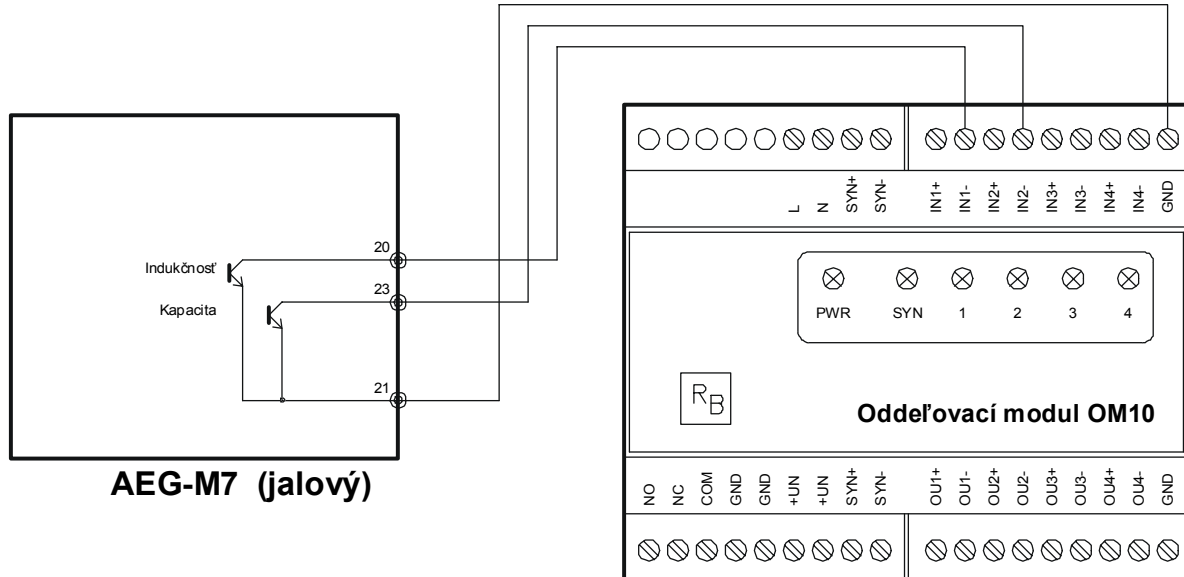 L N SYN+ SYN- IN1+ IN1- IN2+ IN2- IN3+ IN3- IN4+ IN4- GND
20
Indukčnosť
23
Kapacita
21
AEG-M7 (jalový)
PWR SYN 1 2 3 4
RB
Oddeľovací modul OM10
NO NC COM GND GND +UN +UN SYN+ SYN- OU1+ OU1- OU2+ OU2- OU3+ OU3- OU4+ OU4- GND